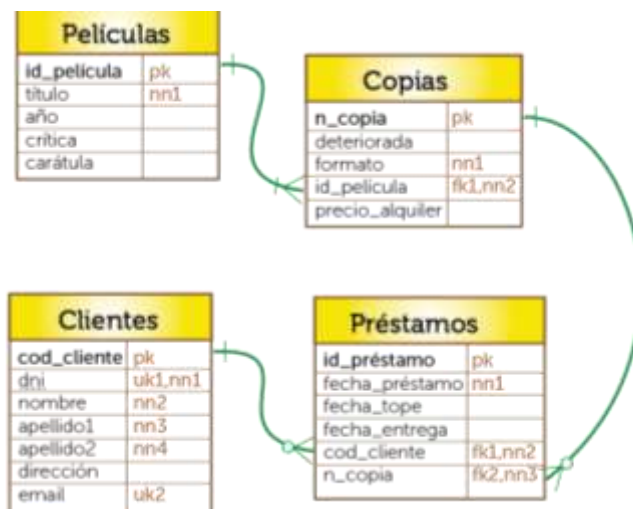 Películas
id_película pk
título nn1
año
crítica
carátula
Copias
n_copia pk
deteriorada
formato nn1
id_película fk1,nn2
precio_alquiler
Clientes
cod_cliente pk
dni uk1,nn1
nombre nn2
apellido1 nn3
apellido2 nn4
dirección
email uk2
Préstamos
id_préstamo pk
fecha_préstamo nn1
fecha_tope
fecha_entrega
cod_cliente fk1,nn2
n_copia fk2,nn3